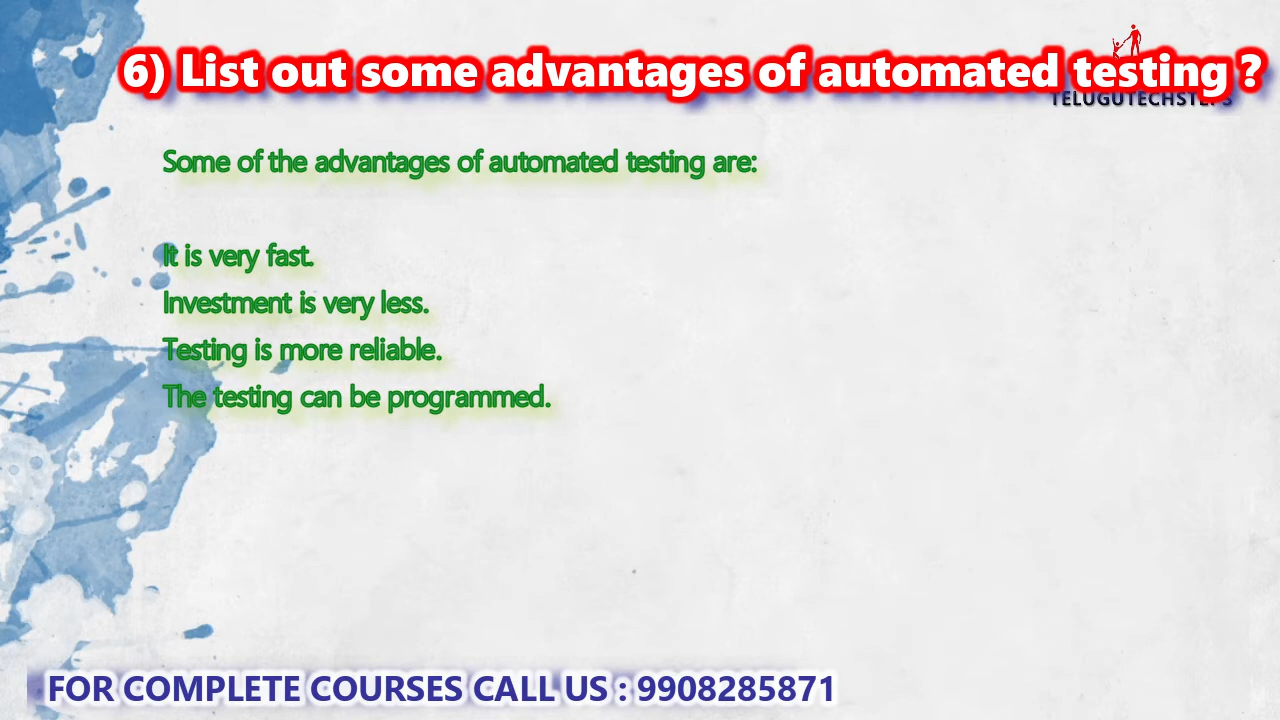 6) List out some advantages of automated testing ?
TELUGUTECHSTEPS
Some of the advantages of automated testing are:
It is very fast.
Investment is very less.
Testing is more reliable.
The testing can be programmed.
FOR COMPLETE COURSES CALL US : 9908285871